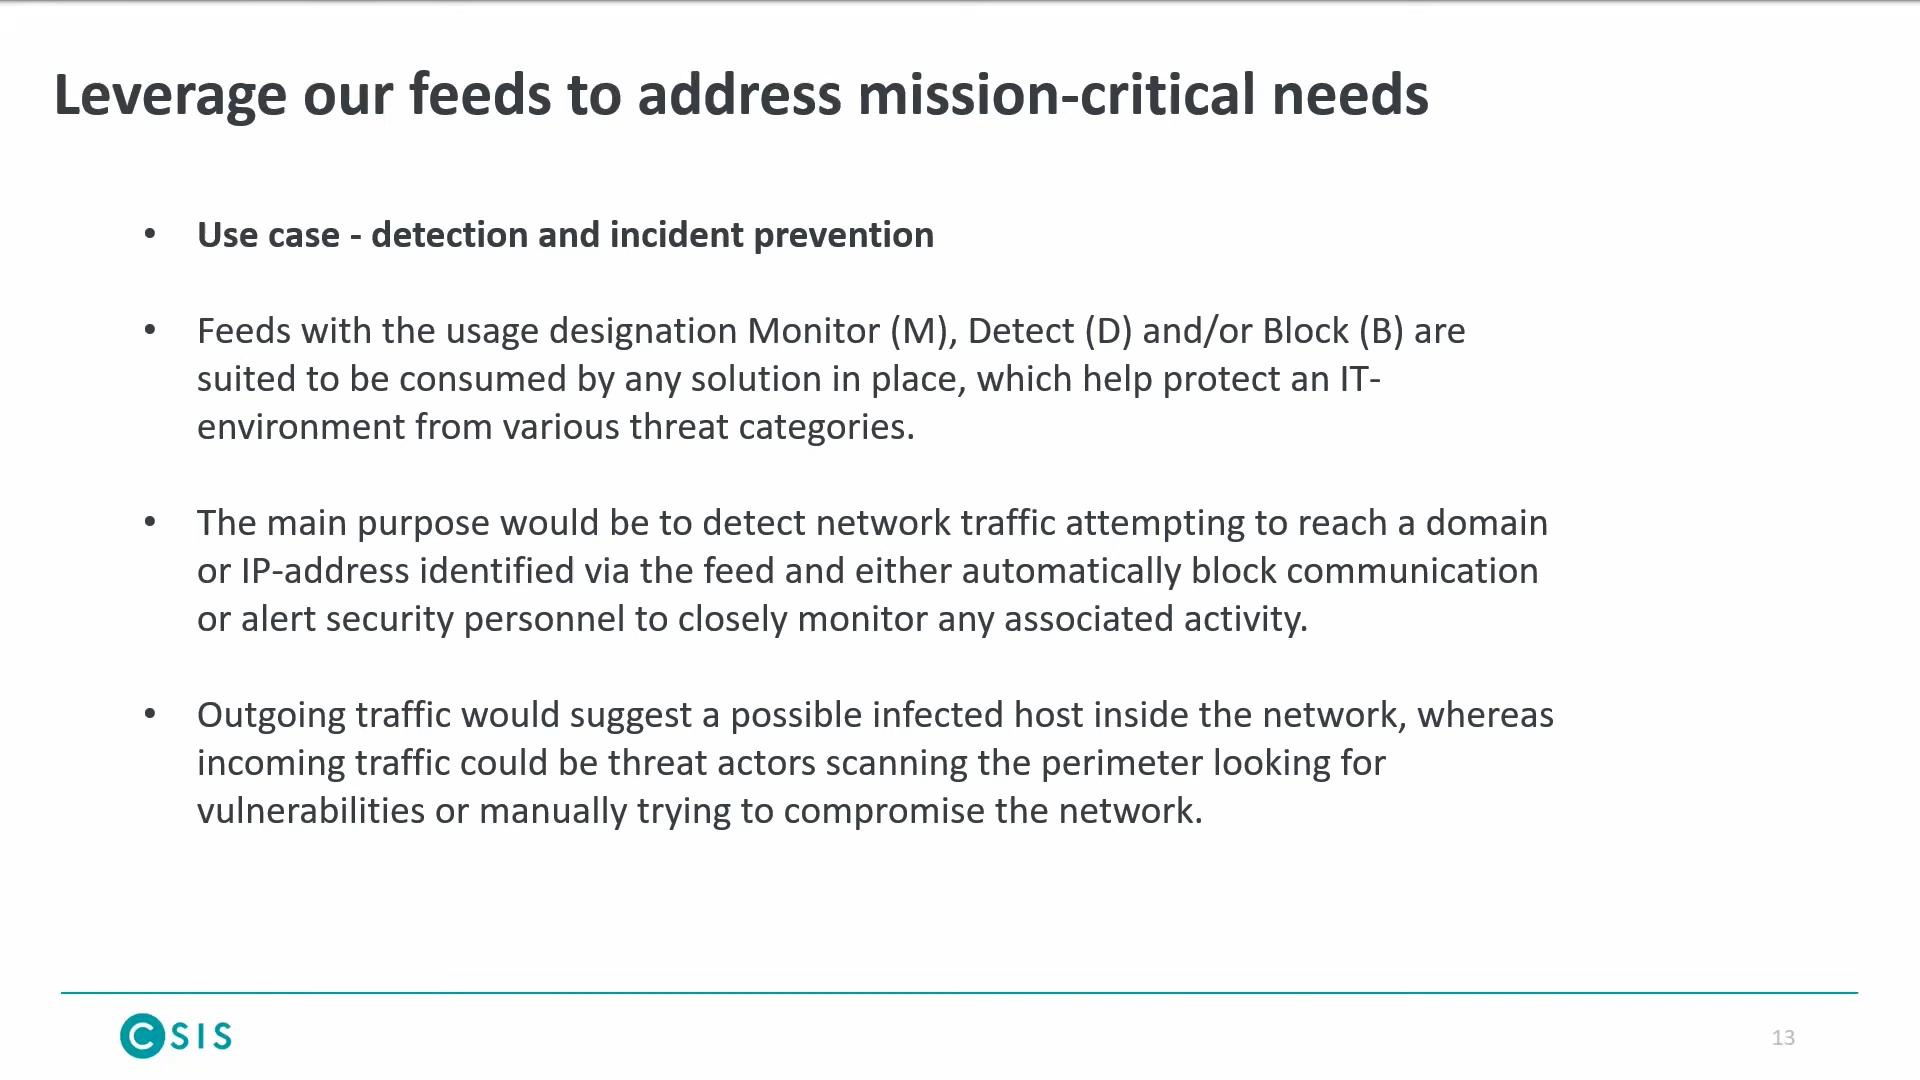 Leverage our feeds to address mission-critical needs
• Use case - detection and incident prevention
• Feeds with the usage designation Monitor (M), Detect (D) and/or Block (B) are
suited to be consumed by any solution in place, which help protect an IT-
environment from various threat categories.
• The main purpose would be to detect network traffic attempting to reach a domain
or IP-address identified via the feed and either automatically block communication
or alert security personnel to closely monitor any associated activity.
• Outgoing traffic would suggest a possible infected host inside the network, whereas
incoming traffic could be threat actors scanning the perimeter looking for
vulnerabilities or manually trying to compromise the network.
CSIS
13